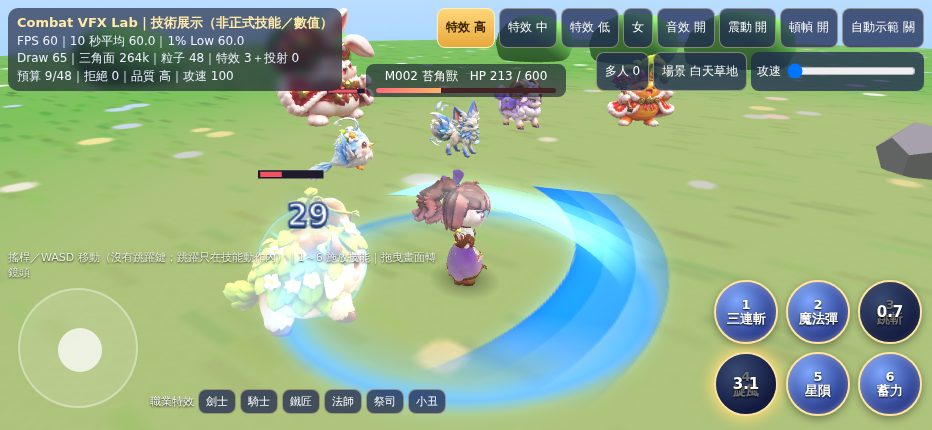 Combat VFX Lab｜技術展示（非正式技能／數值）
FPS 60｜10 秒平均 60.0｜1% Low 60.0
Draw 65｜三角面 264k｜粒子 48｜特效 3＋投射 0
預算 9/48｜拒絕 0｜品質 高｜攻速 100
特效 高
特效 中
特效 低
女
音效 開
震動 開
頓幀 開
自動示範 關
M002 苔角獸 HP 213 / 600
多人 0
場景 白天草地
攻速
29
搖桿／WASD 移動（沒有跳躍鍵；跳躍只在技能動作內）｜1～6 施放技能｜拖曳畫面轉
鏡頭
1
三連斬
2
魔法彈
0.7
3.1
旋風
5
星隕
6
蓄力
職業特效
劍士
騎士
鐵匠
法師
祭司
小丑